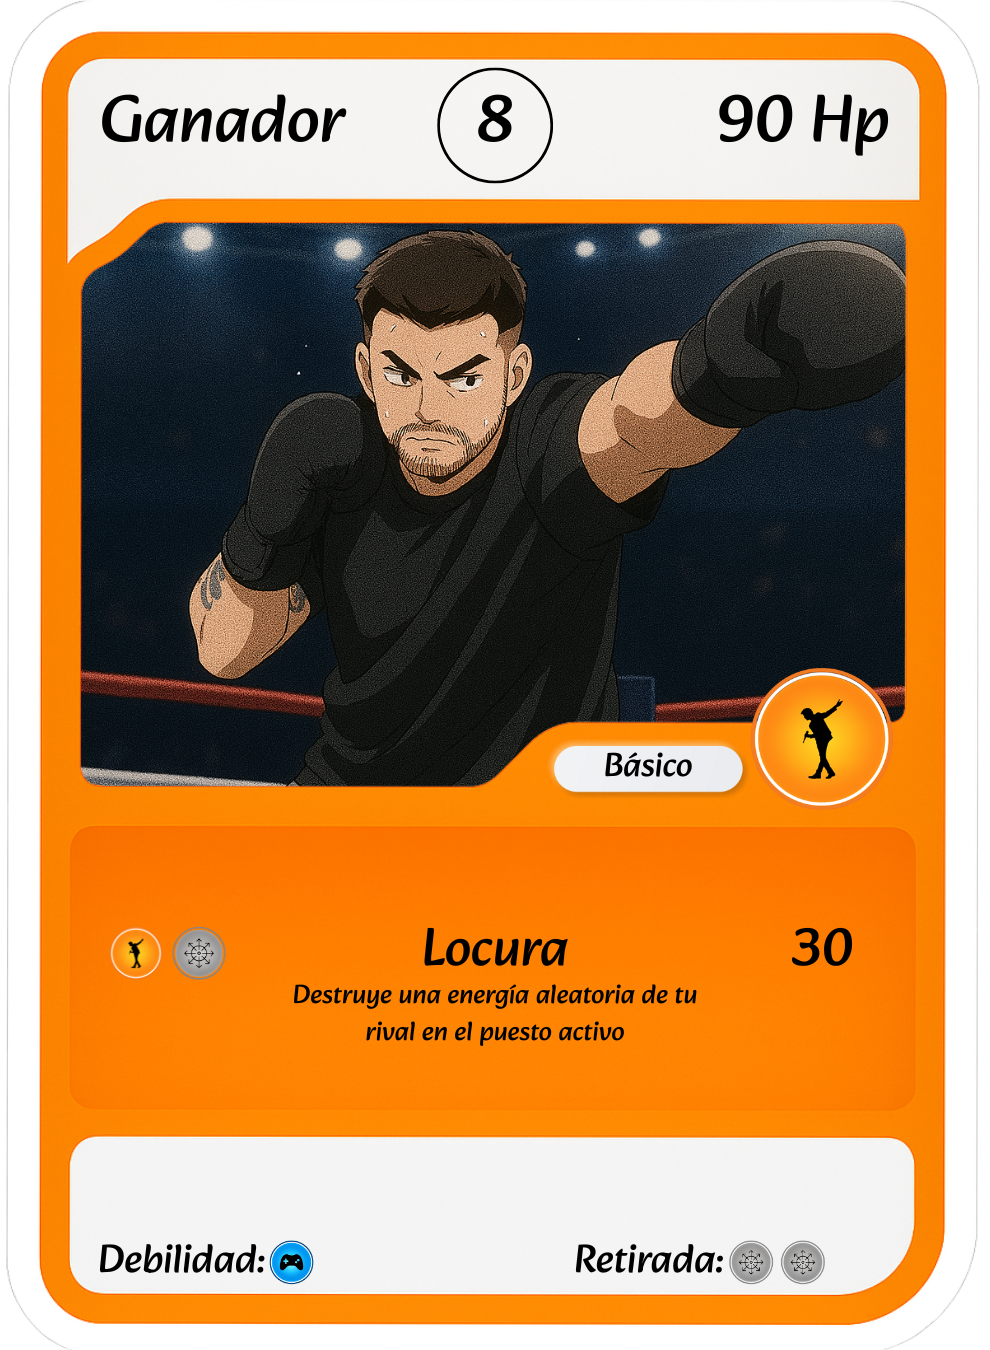 Ganador 8 90 Hp
Básico
Locura 30
Destruye una energía aleatoria de tu
rival en el puesto activo
Debilidad: Retirada: